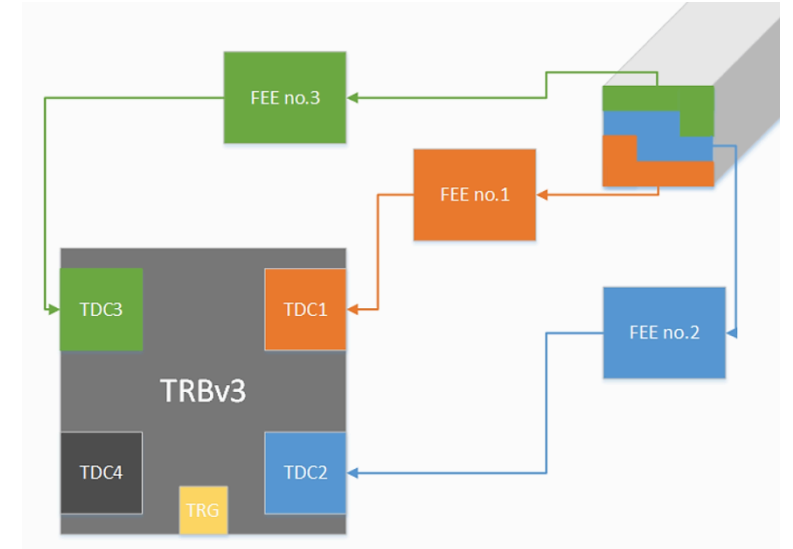 FEE no.3
FEE no.1
TDC3
TDC1
FEE no.2
TRBv3
TDC4
TDC2
TRG